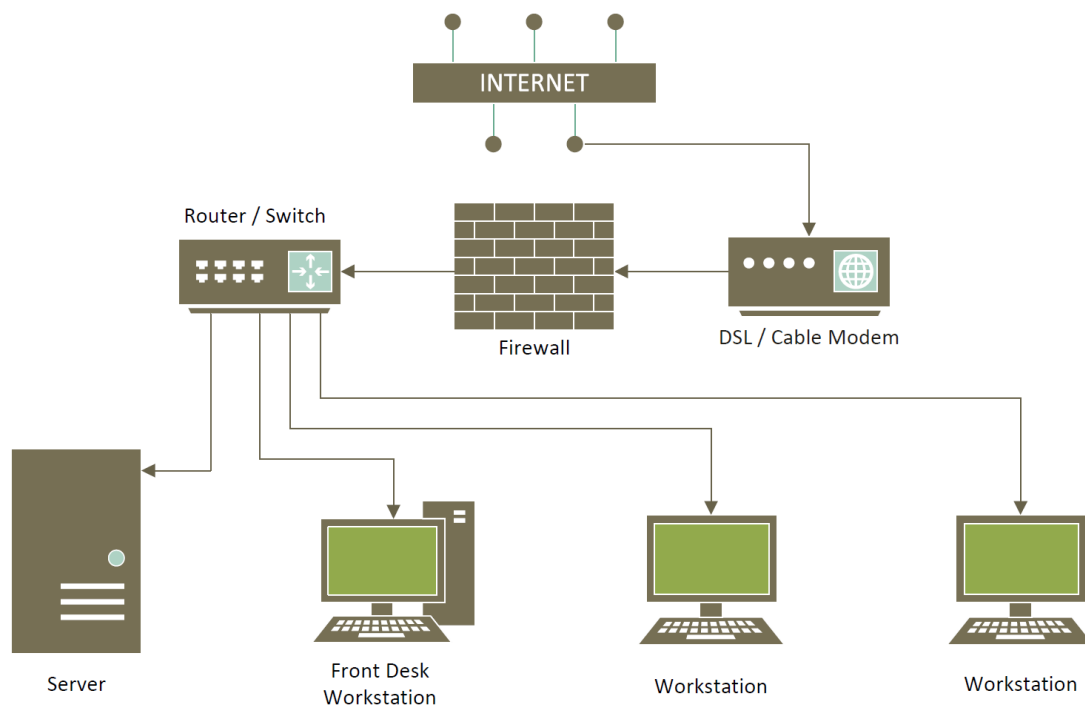 INTERNET
Router / Switch
Firewall
DSL / Cable Modem
Server
Front Desk
Workstation
Workstation
Workstation